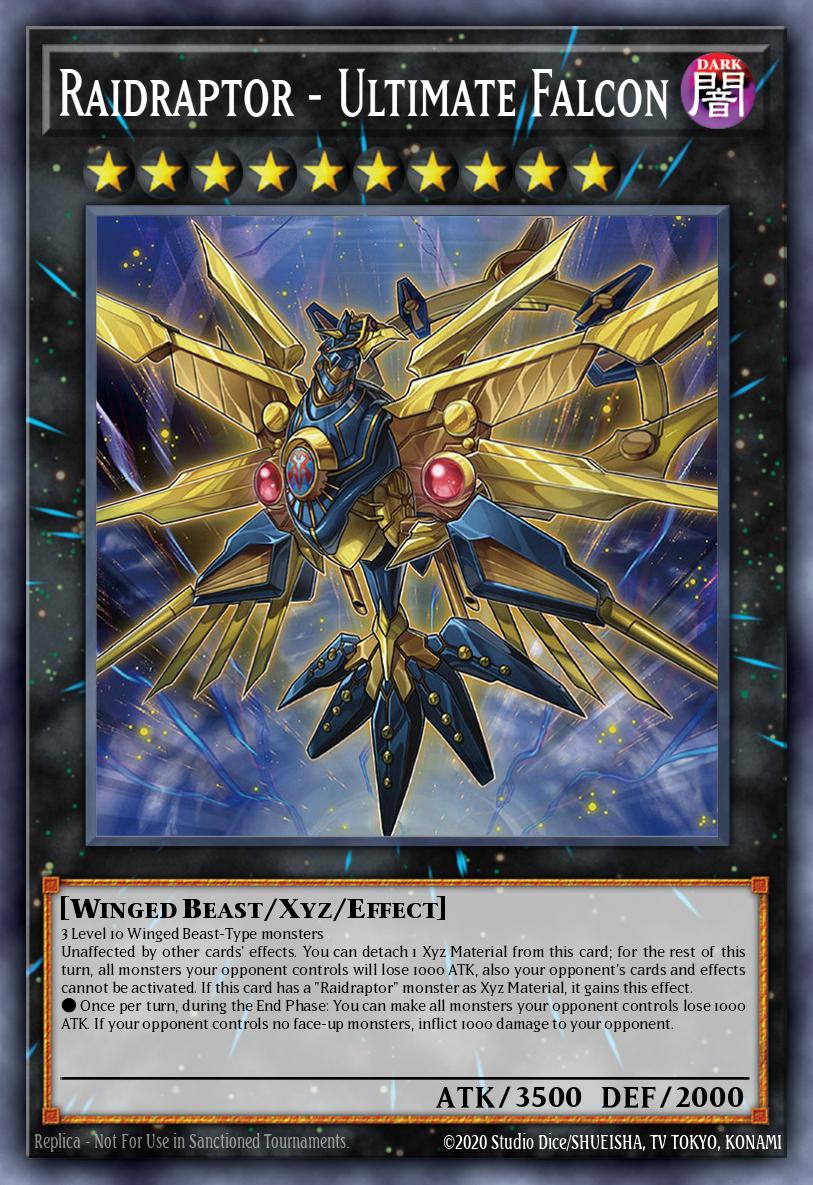 Raidraptor - Ultimate Falcon
DARK
闇
[Winged Beast/Xyz/Effect]
3 Level 10 Winged Beast-Type monsters
Unaffected by other cards' effects. You can detach 1 Xyz Material from this card; for the rest of this
turn, all monsters your opponent controls will lose 1000 ATK, also your opponent's cards and effects
cannot be activated. If this card has a "Raidraptor" monster as Xyz Material, it gains this effect.
● Once per turn, during the End Phase: You can make all monsters your opponent controls lose 1000
ATK. If your opponent controls no face-up monsters, inflict 1000 damage to your opponent.
ATK/3500 DEF/2000
Replica - Not For Use in Sanctioned Tournaments.
©2020 Studio Dice/SHUEISHA, TV TOKYO, KONAMI